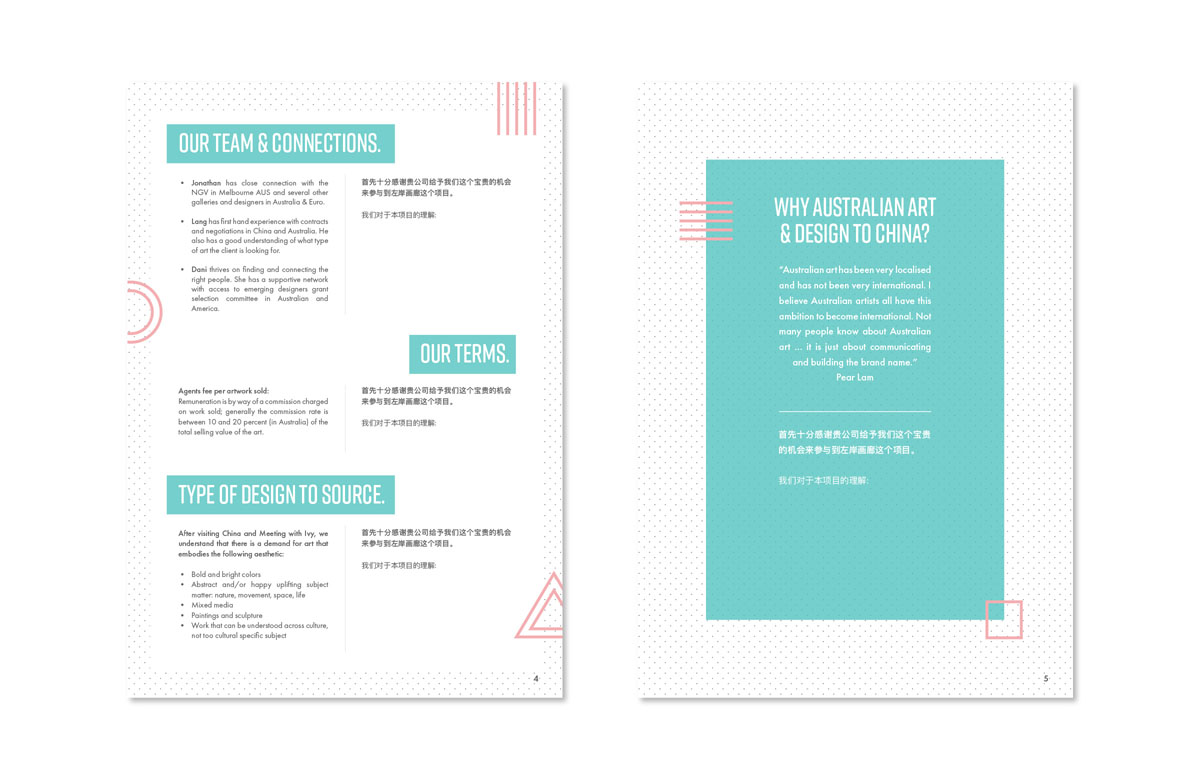 OUR TEAM & CONNECTIONS.
• Jonathan has close connection with the
NGV in Melbourne AUS and several other
galleries and designers in Australia & Euro.
• Lang has first hand experience with contracts
and negotiations in China and Australia. He
also has a good understanding of what type
of art the client is looking for.
• Dani thrives on finding and connecting the
right people. She has a supportive network
with access to emerging designers grant
selection committee in Australian and
America.
首先十分感谢贵公司给予我们这个宝贵的机会
来参与到左岸画廊这个项目。
我们对于本项目的理解:
OUR TERMS.
Agents fee per artwork sold:
Remuneration is by way of a commission charged
on work sold; generally the commission rate is
between 10 and 20 percent (in Australia) of the
total selling value of the art.
首先十分感谢贵公司给予我们这个宝贵的机会
来参与到左岸画廊这个项目。
我们对于本项目的理解:
TYPE OF DESIGN TO SOURCE.
After visiting China and Meeting with Ivy, we
understand that there is a demand for art that
embodies the following aesthetic:
• Bold and bright colors
• Abstract and/or happy uplifting subject
matter: nature, movement, space, life
• Mixed media
• Paintings and sculpture
• Work that can be understood across culture,
not too cultural specific subject
首先十分感谢贵公司给予我们这个宝贵的机会
来参与到左岸画廊这个项目。
我们对于本项目的理解:
4
WHY AUSTRALIAN ART
& DESIGN TO CHINA?
“Australian art has been very localised
and has not been very international. I
believe Australian artists all have this
ambition to become international. Not
many people know about Australian
art ... it is just about communicating
and building the brand name.”
Pear Lam
首先十分感谢贵公司给予我们这个宝贵
的机会来参与到左岸画廊这个项目。
我们对于本项目的理解:
5